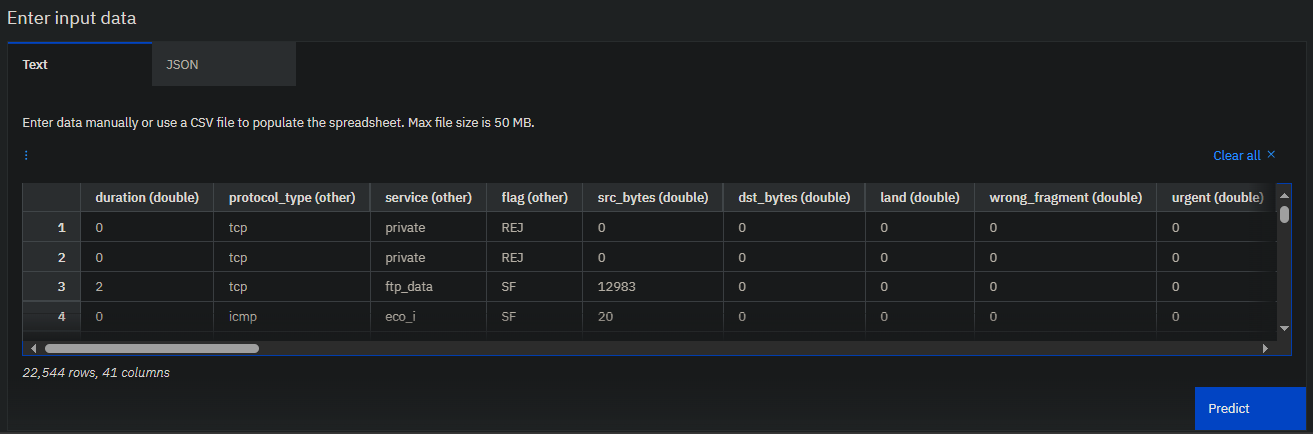 Enter input data
Text JSON
Enter data manually or use a CSV file to populate the spreadsheet. Max file size is 50 MB.
Clear all ×
duration (double) protocol_type (other) service (other) flag (other) src_bytes (double) dst_bytes (double) land (double) wrong_fragment (double) urgent (double)
1 0 tcp private REJ 0 0 0 0 0
2 0 tcp private REJ 0 0 0 0 0
3 2 tcp ftp_data SF 12983 0 0 0 0
4 0 icmp eco_i SF 20 0 0 0 0
22,544 rows, 41 columns
Predict